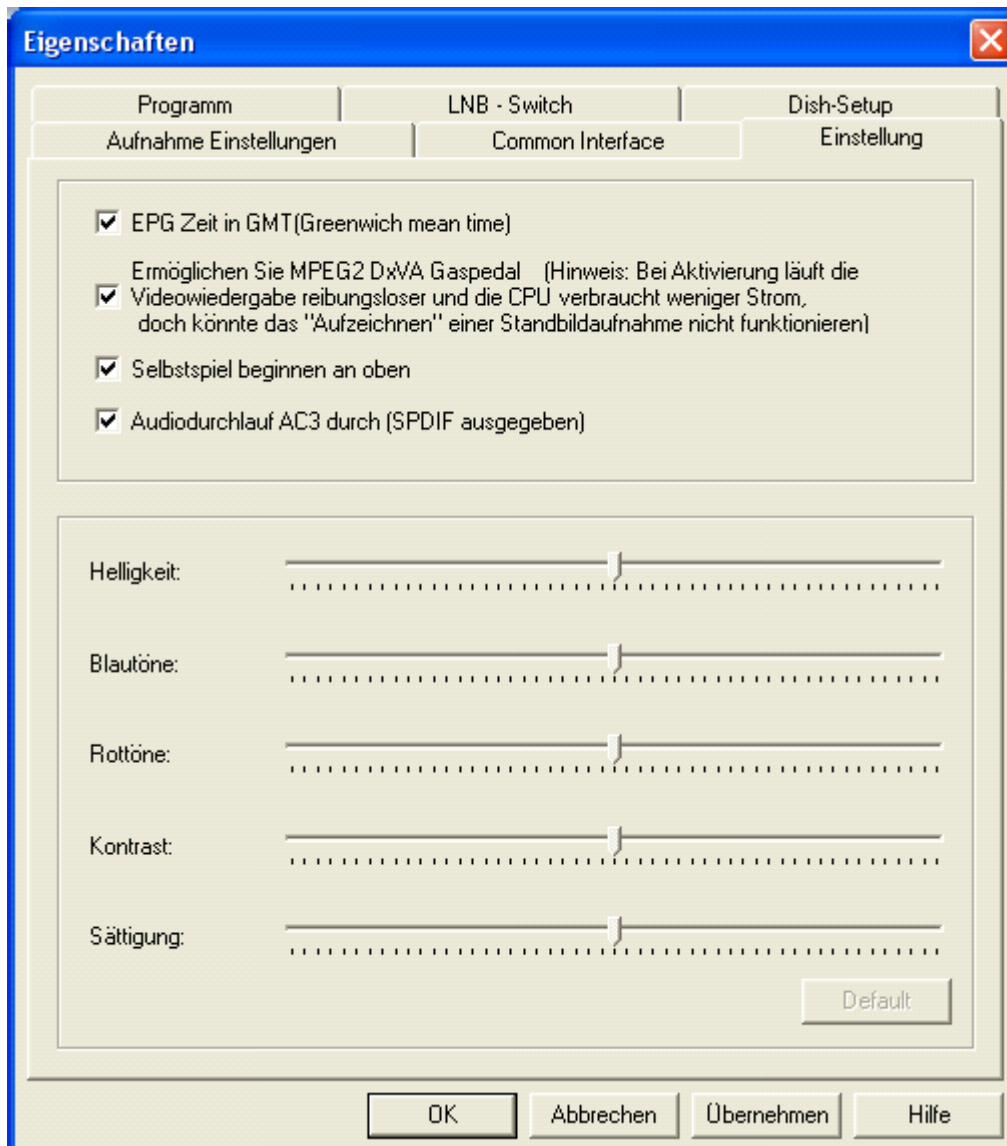 Eigenschaften
Programm
LNB - Switch
Dish-Setup
Aufnahme Einstellungen
Common Interface
Einstellung
EPG Zeit in GMT(Greenwich mean time)
Ermöglichen Sie MPEG2 DxVA Gaspedal (Hinweis: Bei Aktivierung läuft die
Videowiedergabe reibungsloser und die CPU verbraucht weniger Strom,
doch könnte das "Aufzeichnen" einer Standbildaufnahme nicht funktionieren)
Selbstspiel beginnen an oben
Audiodurchlauf AC3 durch (SPDIF ausgegeben)
Helligkeit:
Blautöne:
Rottöne:
Kontrast:
Sättigung:
Default
OK
Abbrechen
Übernehmen
Hilfe